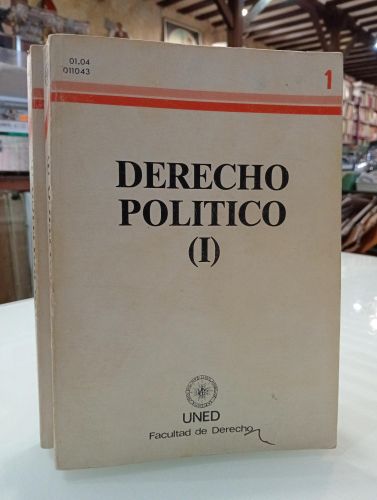 01.04
011043
1
DERECHO
POLITICO
(I)
UNED
Facultad de Derecho